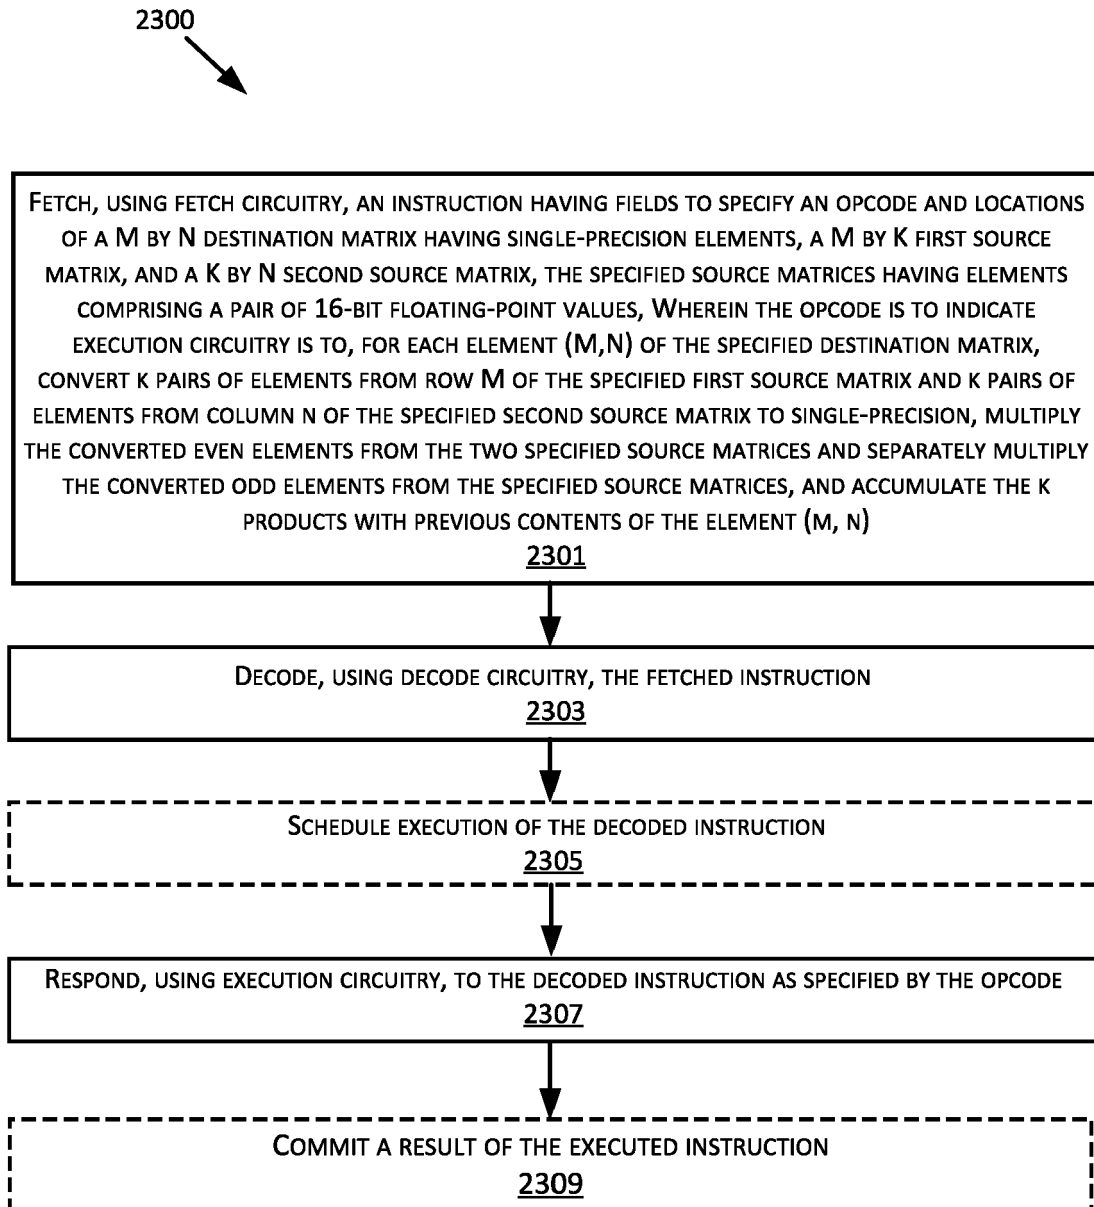 2300
FETCH, USING FETCH CIRCUITRY, AN INSTRUCTION HAVING FIELDS TO SPECIFY AN OPCODE AND LOCATIONS
OF A M BY N DESTINATION MATRIX HAVING SINGLE-PRECISION ELEMENTS, A M BY K FIRST SOURCE
MATRIX, AND A K BY N SECOND SOURCE MATRIX, THE SPECIFIED SOURCE MATRICES HAVING ELEMENTS
COMPRISING A PAIR OF 16-BIT FLOATING-POINT VALUES, WHEREIN THE OPCODE IS TO INDICATE
EXECUTION CIRCUITRY IS TO, FOR EACH ELEMENT (M,N) OF THE SPECIFIED DESTINATION MATRIX,
CONVERT K PAIRS OF ELEMENTS FROM ROW M OF THE SPECIFIED FIRST SOURCE MATRIX AND K PAIRS OF
ELEMENTS FROM COLUMN N OF THE SPECIFIED SECOND SOURCE MATRIX TO SINGLE-PRECISION, MULTIPLY
THE CONVERTED EVEN ELEMENTS FROM THE TWO SPECIFIED SOURCE MATRICES AND SEPARATELY MULTIPLY
THE CONVERTED ODD ELEMENTS FROM THE SPECIFIED SOURCE MATRICES, AND ACCUMULATE THE K
PRODUCTS WITH PREVIOUS CONTENTS OF THE ELEMENT (M, N)
2301
DECODE, USING DECODE CIRCUITRY, THE FETCHED INSTRUCTION
2303
SCHEDULE EXECUTION OF THE DECODED INSTRUCTION
2305
RESPOND, USING EXECUTION CIRCUITRY, TO THE DECODED INSTRUCTION AS SPECIFIED BY THE OPCODE
2307
COMMIT A RESULT OF THE EXECUTED INSTRUCTION
2309